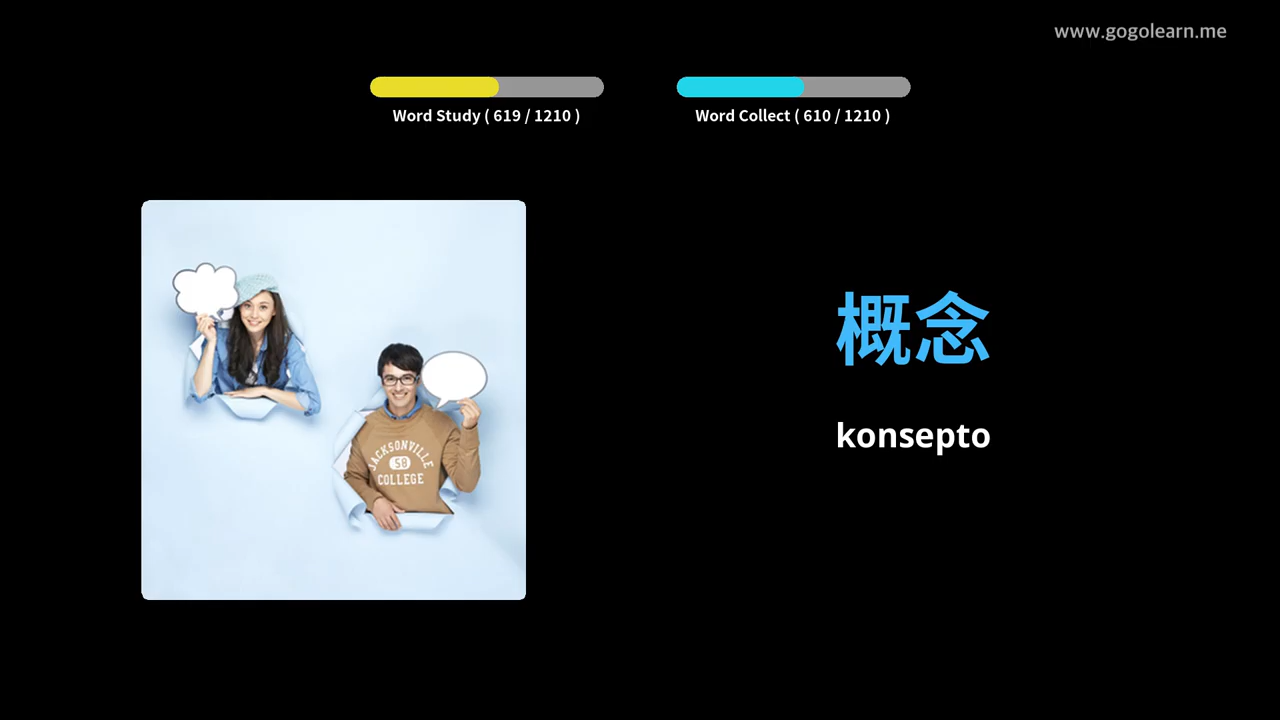 www.gogolearn.me
Word Study ( 619 / 1210 )
Word Collect ( 610 / 1210 )
概念
konsepto
JACKSONVILLE
58
COLLEGE